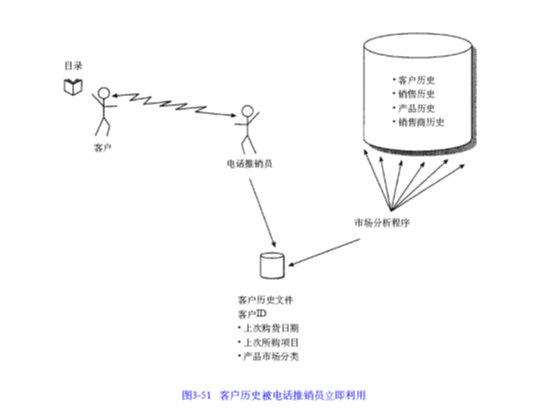 目录
客户
电话推销员
• 客户历史
• 销售历史
• 产品历史
• 销售商历史
市场分析程序
客户历史文件
客户ID
• 上次购货日期
• 上次所购项目
• 产品市场分类
图3-51 客户历史被电话推销员立即利用